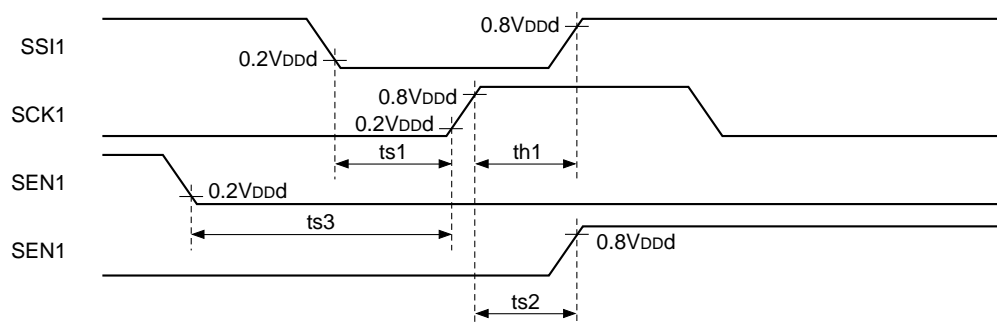 SSI1
0.2VDDd
0.8VDDd
SCK1
0.8VDDd
0.2VDDd
ts1
th1
SEN1
0.2VDDd
ts3
SEN1
0.8VDDd
ts2